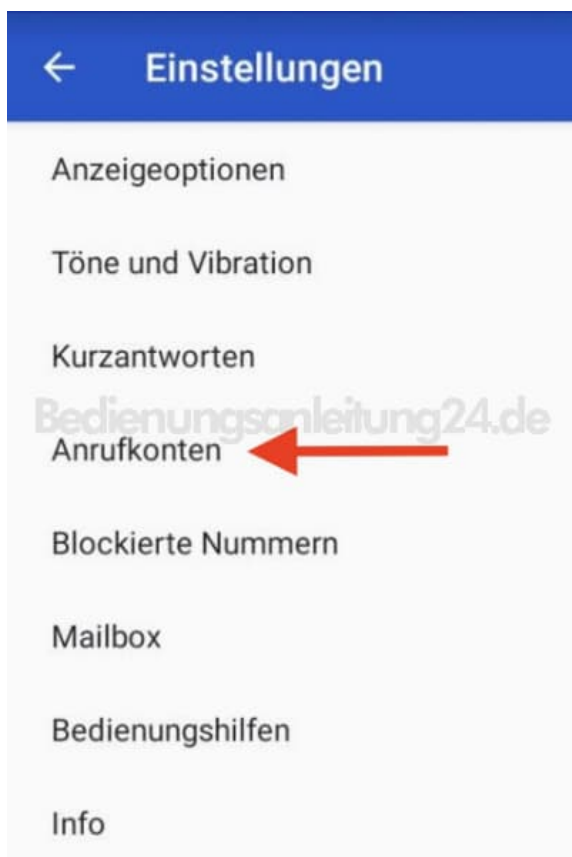 Einstellungen
Anzeigeoptionen
Töne und Vibration
Kurzantworten
Bedienungsanleitung24.de
Anrufkonten
Blockierte Nummern
Mailbox
Bedienungshilfen
Info